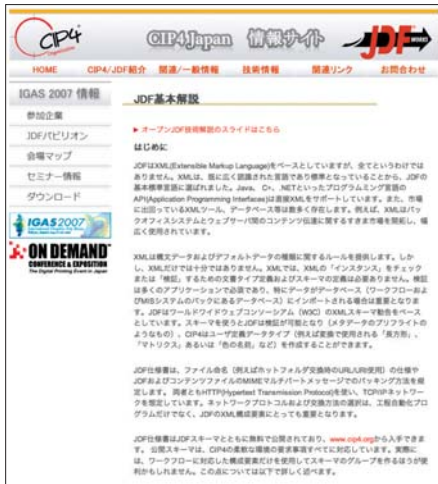 CIP4 Organization
CIP4 Japan 情報サイト
JDF WORKS
HOME CIP4/JDF紹介 関連/一般情報 技術情報 関連リンク お問合わせ
IGAS 2007 情報
参加企業
JDFパビリオン
会場マップ
セミナー情報
ダウンロード
IGAS2007
ON DEMAND
CONFERENCE & EXPOSITION
The Digital Printing Event in Japan
JDF基本解説
▶ オープンJDF技術解説のスライドはこちら
はじめに
JDFはXML(Extensible Markup Language)をベースとしていますが、全てというわけでは
ありません。XMLは、既に広く認識された言語であり標準となっていることから、JDFの
基本標準言語に選ばれました。Java、C+、.NETといったプログラミング言語の
API(Application Programming Interfaces)は直接XMLをサポートしています。また、市場
に出回っているXMLツール、データベース等は数多く存在します。例えば、XMLはバッ
クオフィスシステムとウェブサーバ間のコンテンツ伝達に関するすきま市場を開拓し、幅
広く使用されています。
XMLは構文データおよびデフォルトデータの種類に関するルールを提供します。しか
し、XMLだけでは十分ではありません。XMLでは、XMLの「インスタンス」をチェック
または「検証」するための文書タイプ定義およびスキーマの定義は必要ありません。検証
は多くのアプリケーションで必須であり、特にデータがデータベース（ワークフローおよ
びMISシステムのバックにあるデータベース）にインポートされる場合は重要となりま
す。JDFはワールドワイドウェブコンソーシアム（W3C）のXMLスキーマ勧告をベース
としています。スキーマを使うとJDFは検証が可能となり（メタデータのプリフライトの
ようなもの）、CIP4はユーザ定義データタイプ（例えば変換で使用される「長方形」、
「マトリクス」あるいは「色の名前」など）を作成することができます。
JDF仕様書は、ファイル命名（例えばホットフォルダ交換時のURL/URI使用）の仕様や
JDFおよびコンテンツファイルのMIMEマルチパートメッセージでのパッキング方法を規
定します。 両者ともHTTP(Hypertext Transmission Protocol)を使い、TCP/IPネットワー
クを想定しています。ネットワークプロトコルおよび交換方法の選択は、工程自動化プロ
グラムだけでなく、JDFのXML構成要素にとっても重要となります。
JDF仕様書はJDFスキーマとともに無料で公開されており、www.cip4.orgから入手できま
す。 公開スキーマは、CIP4の柔軟な環境の要求事項すべてに対応しています。実際に
は、ワークフローに対応した構成要素だけを使用してスキーマのグループを作るほうが便
利かもしれません。この点については以下で詳しく述べます。